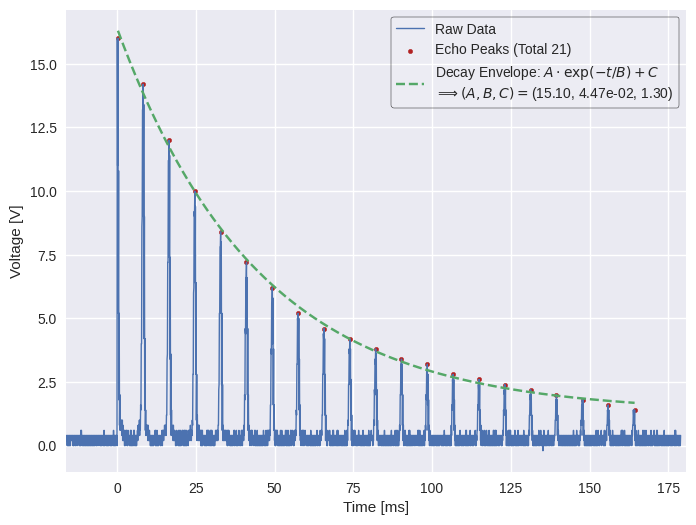 Raw Data
Echo Peaks (Total 21)
Decay Envelope: A · exp(−t/B) + C
⟹ (A, B, C) = (15.10, 4.47e-02, 1.30)
15.0
12.5
10.0
7.5
5.0
2.5
0.0
Voltage [V]
0 25 50 75 100 125 150 175
Time [ms]